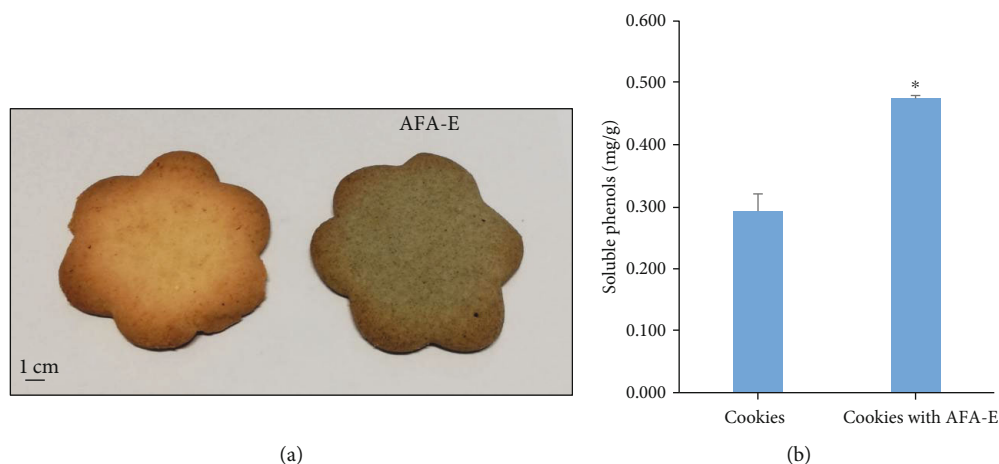 AFA-E
1 cm
(a)
Soluble phenols (mg/g)
0.600
0.500
0.400
0.300
0.200
0.100
0.000
*
Cookies
Cookies with AFA-E
(b)